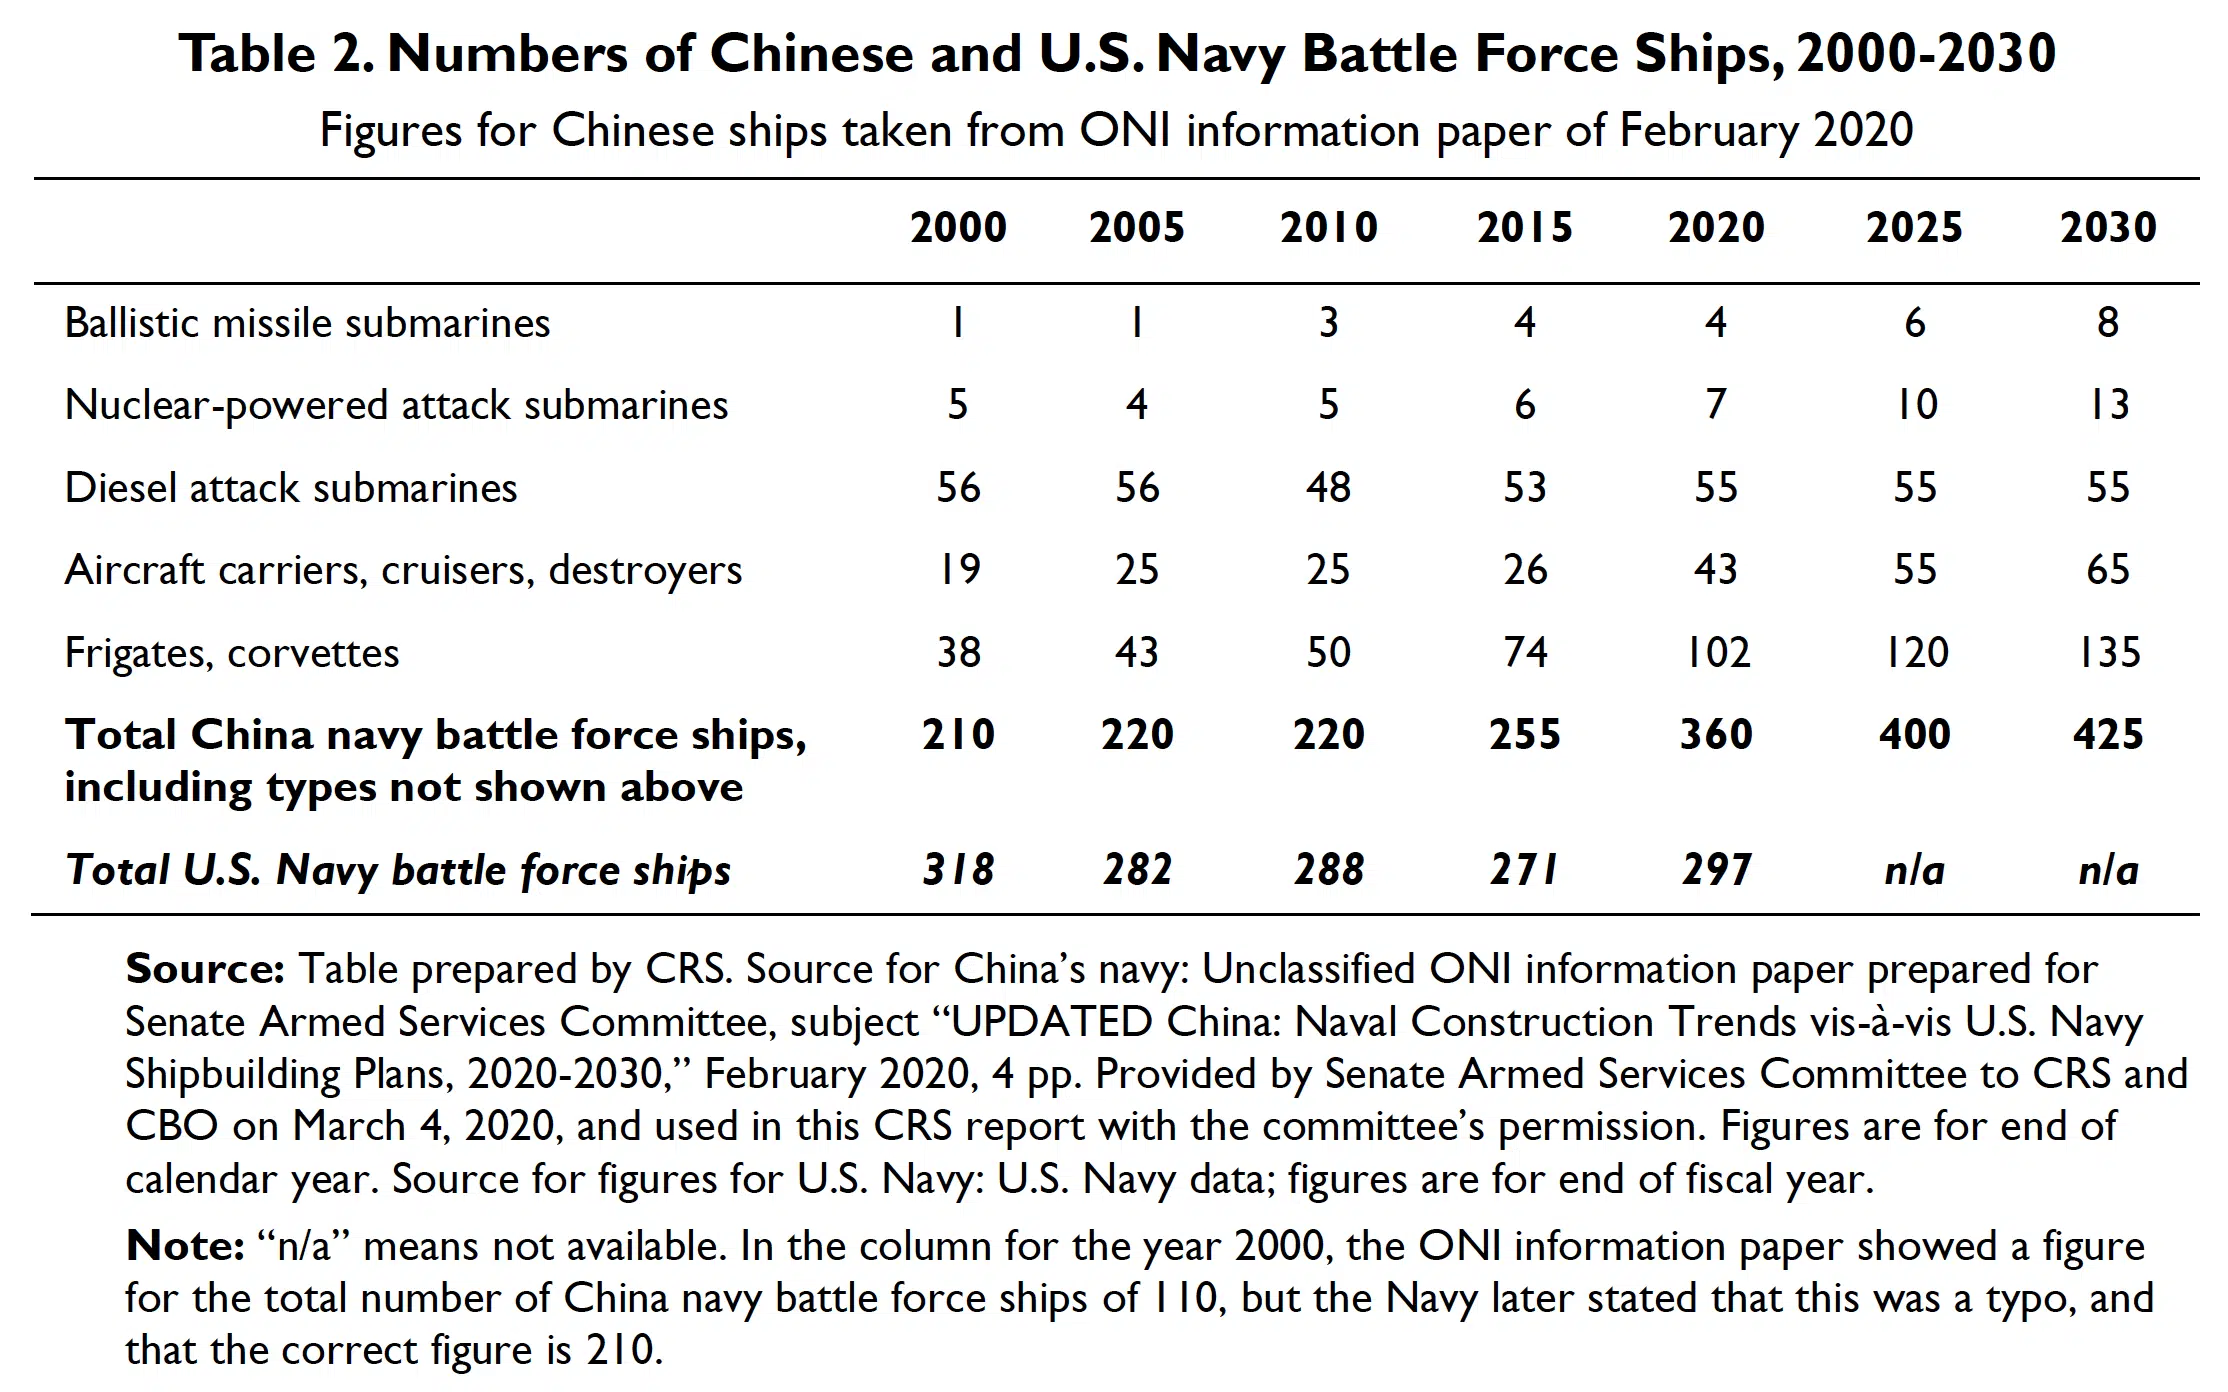 Table 2. Numbers of Chinese and U.S. Navy Battle Force Ships, 2000-2030
Figures for Chinese ships taken from ONI information paper of February 2020
2000 2005 2010 2015 2020 2025 2030
Ballistic missile submarines 1 1 3 4 4 6 8
Nuclear-powered attack submarines 5 4 5 6 7 10 13
Diesel attack submarines 56 56 48 53 55 55 55
Aircraft carriers, cruisers, destroyers 19 25 25 26 43 55 65
Frigates, corvettes 38 43 50 74 102 120 135
Total China navy battle force ships, 210 220 220 255 360 400 425
including types not shown above
Total U.S. Navy battle force ships 318 282 288 271 297 n/a n/a
Source: Table prepared by CRS. Source for China’s navy: Unclassified ONI information paper prepared for
Senate Armed Services Committee, subject “UPDATED China: Naval Construction Trends vis-à-vis U.S. Navy
Shipbuilding Plans, 2020-2030,” February 2020, 4 pp. Provided by Senate Armed Services Committee to CRS and
CBO on March 4, 2020, and used in this CRS report with the committee’s permission. Figures are for end of
calendar year. Source for figures for U.S. Navy: U.S. Navy data; figures are for end of fiscal year.
Note: “n/a” means not available. In the column for the year 2000, the ONI information paper showed a figure
for the total number of China navy battle force ships of 110, but the Navy later stated that this was a typo, and
that the correct figure is 210.